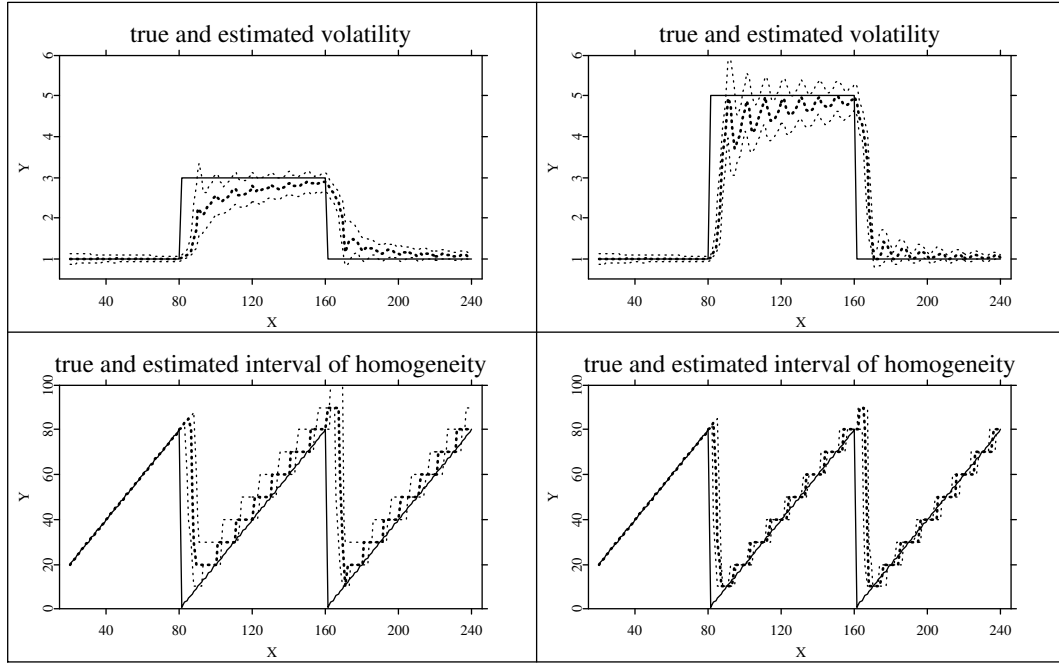 true and estimated volatility
Y
1 2 3 4 5 6
40 80 120 160 200 240
X
true and estimated volatility
Y
1 2 3 4 5 6
40 80 120 160 200 240
X
true and estimated interval of homogeneity
Y
0 20 40 60 80 100
40 80 120 160 200 240
X
true and estimated interval of homogeneity
Y
0 20 40 60 80 100
40 80 120 160 200 240
X